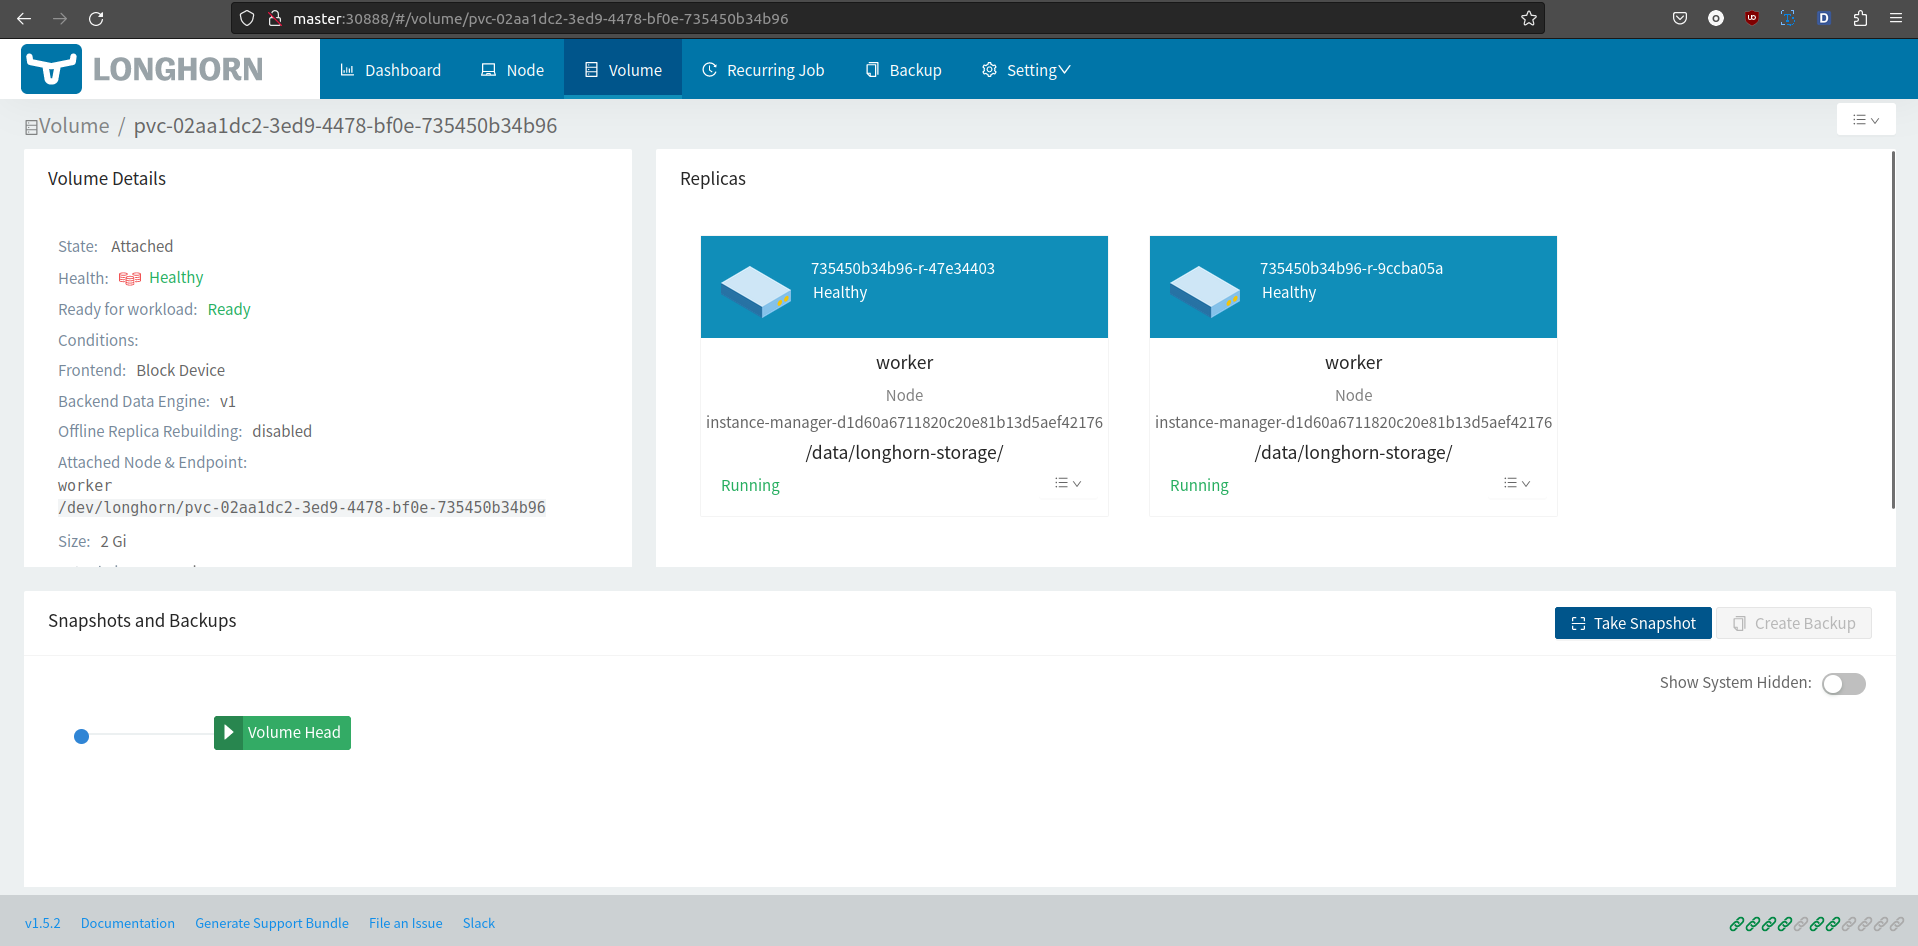 master:30888/#/volume/pvc-02aa1dc2-3ed9-4478-bf0e-735450b34b96
LONGHORN
Dashboard
Node
Volume
Recurring Job
Backup
Setting
Volume / pvc-02aa1dc2-3ed9-4478-bf0e-735450b34b96
Volume Details
State: Attached
Health: Healthy
Ready for workload: Ready
Conditions:
Frontend: Block Device
Backend Data Engine: v1
Offline Replica Rebuilding: disabled
Attached Node & Endpoint:
worker
/dev/longhorn/pvc-02aa1dc2-3ed9-4478-bf0e-735450b34b96
Size: 2 Gi
Replicas
735450b34b96-r-47e34403
Healthy
worker
Node
instance-manager-d1d60a6711820c20e81b13d5aef42176
/data/longhorn-storage/
Running
735450b34b96-r-9ccba05a
Healthy
worker
Node
instance-manager-d1d60a6711820c20e81b13d5aef42176
/data/longhorn-storage/
Running
Snapshots and Backups
Take Snapshot
Create Backup
Show System Hidden:
Volume Head
v1.5.2
Documentation
Generate Support Bundle
File an Issue
Slack